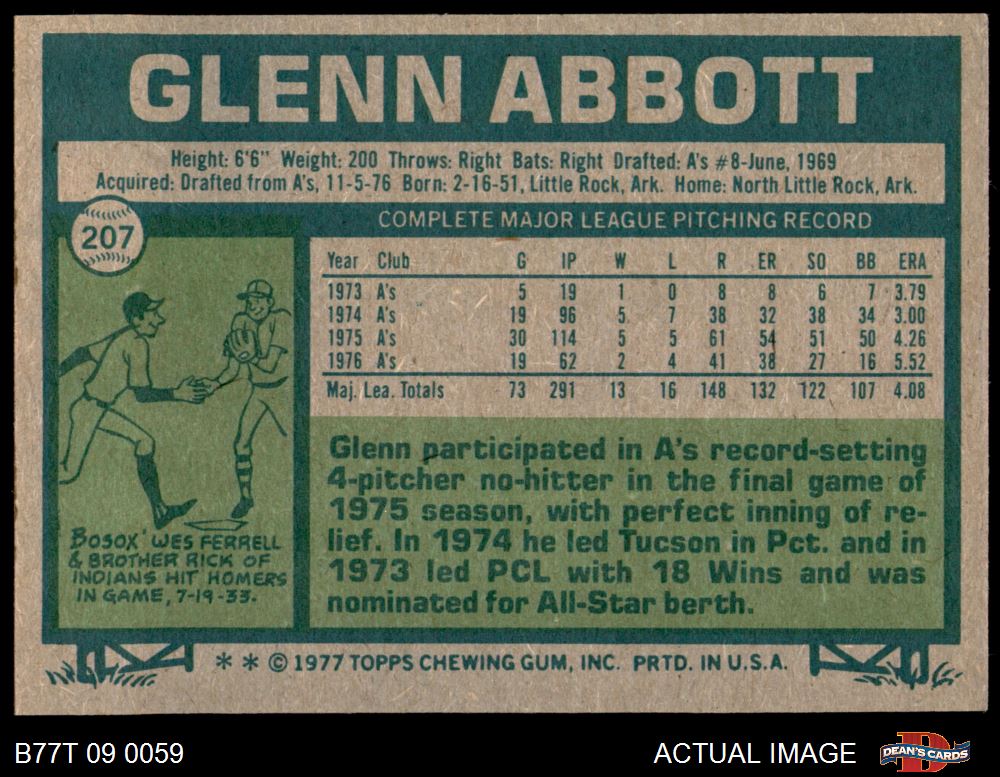 GLENN ABBOTT
Height: 6'6" Weight: 200 Throws: Right Bats: Right Drafted: A's #8-June, 1969
Acquired: Drafted from A's, 11-5-76 Born: 2-16-51, Little Rock, Ark. Home: North Little Rock, Ark.
207
COMPLETE MAJOR LEAGUE PITCHING RECORD
Year Club G IP W L R ER SO BB ERA
1973 A's 5 19 1 0 8 8 6 7 3.79
1974 A's 19 96 5 7 38 32 38 34 3.00
1975 A's 30 114 5 5 61 54 51 50 4.26
1976 A's 19 62 2 4 41 38 27 16 5.52
Maj. Lea. Totals 73 291 13 16 148 132 122 107 4.08
Glenn participated in A's record-setting
4-pitcher no-hitter in the final game of
1975 season, with perfect inning of re-
lief. In 1974 he led Tucson in Pct. and in
1973 led PCL with 18 Wins and was
nominated for All-Star berth.
BOSOX' WES FERRELL
& BROTHER RICK OF
INDIANS HIT HOMERS
IN GAME, 7-19-33.
* * © 1977 TOPPS CHEWING GUM, INC. PRTD. IN U.S.A.
B77T 09 0059
ACTUAL IMAGE
D
DEAN'S CARDS